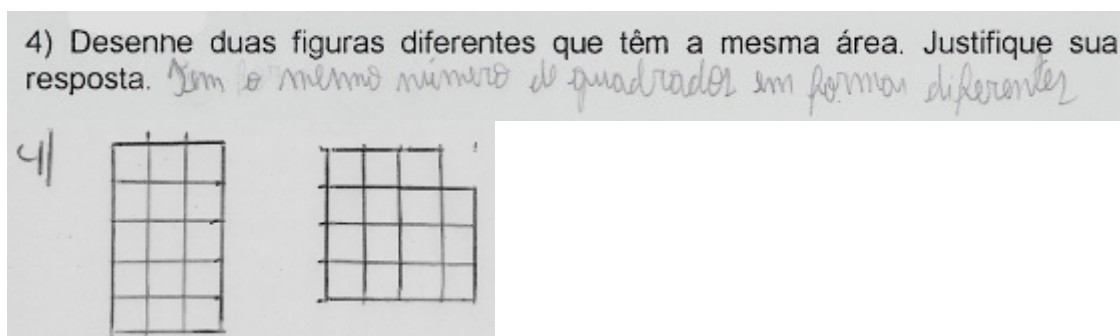 4) Desenhe duas figuras diferentes que têm a mesma área. Justifique sua
resposta. Tem o mesmo número de quadrados em formas diferentes
4)